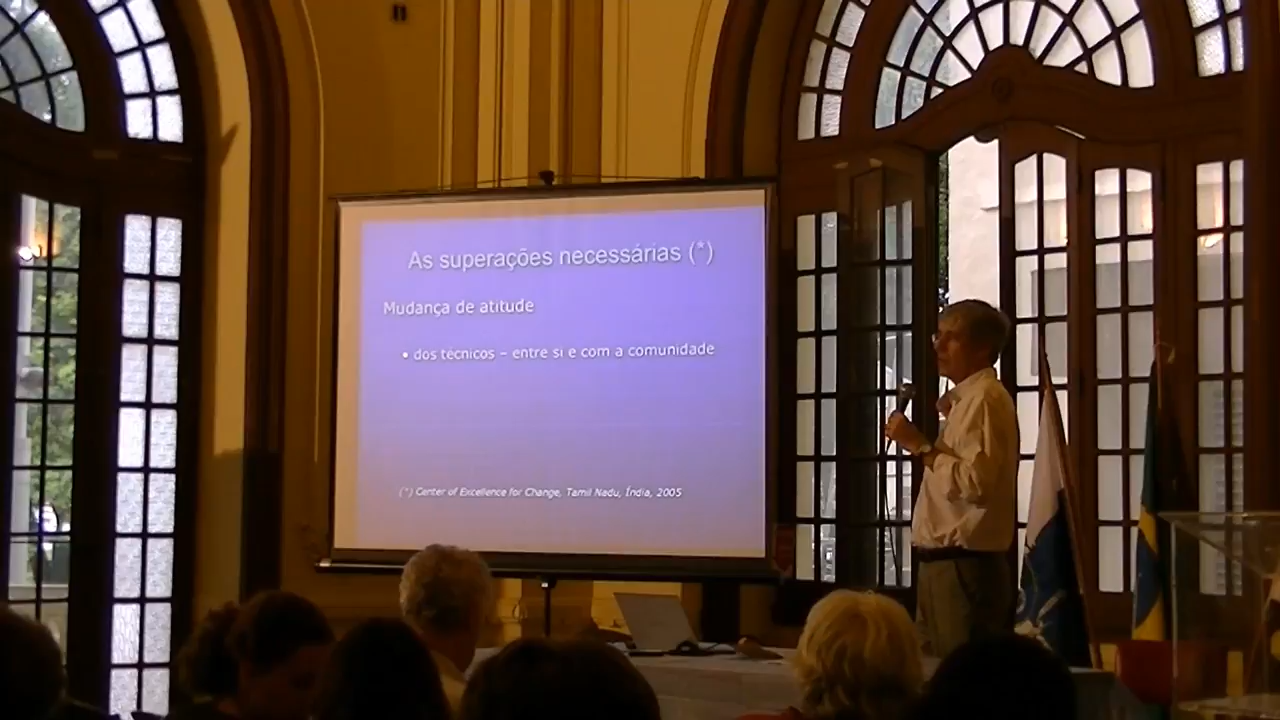 As superações necessárias (*)
Mudança de atitude
• dos técnicos – entre si e com a comunidade
(*) Center of Excellence for Change, Tamil Nadu, Índia, 2005